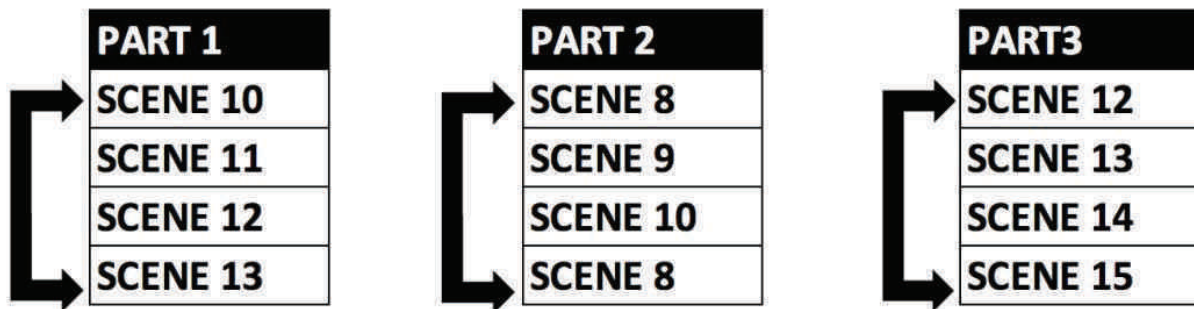 PART 1
SCENE 10
SCENE 11
SCENE 12
SCENE 13
PART 2
SCENE 8
SCENE 9
SCENE 10
SCENE 8
PART3
SCENE 12
SCENE 13
SCENE 14
SCENE 15